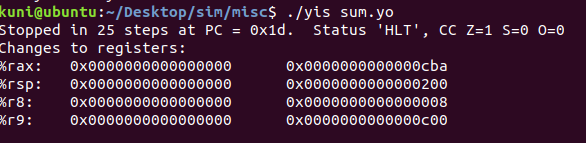 kuni@ubuntu:~/Desktop/sim/misc$ ./yis sum.yo
Stopped in 25 steps at PC = 0x1d.  Status 'HLT', CC Z=1 S=0 O=0
Changes to registers:
%rax:   0x0000000000000000      0x0000000000000cba
%rsp:   0x0000000000000000      0x0000000000000200
%r8:    0x0000000000000000      0x0000000000000008
%r9:    0x0000000000000000      0x0000000000000c00